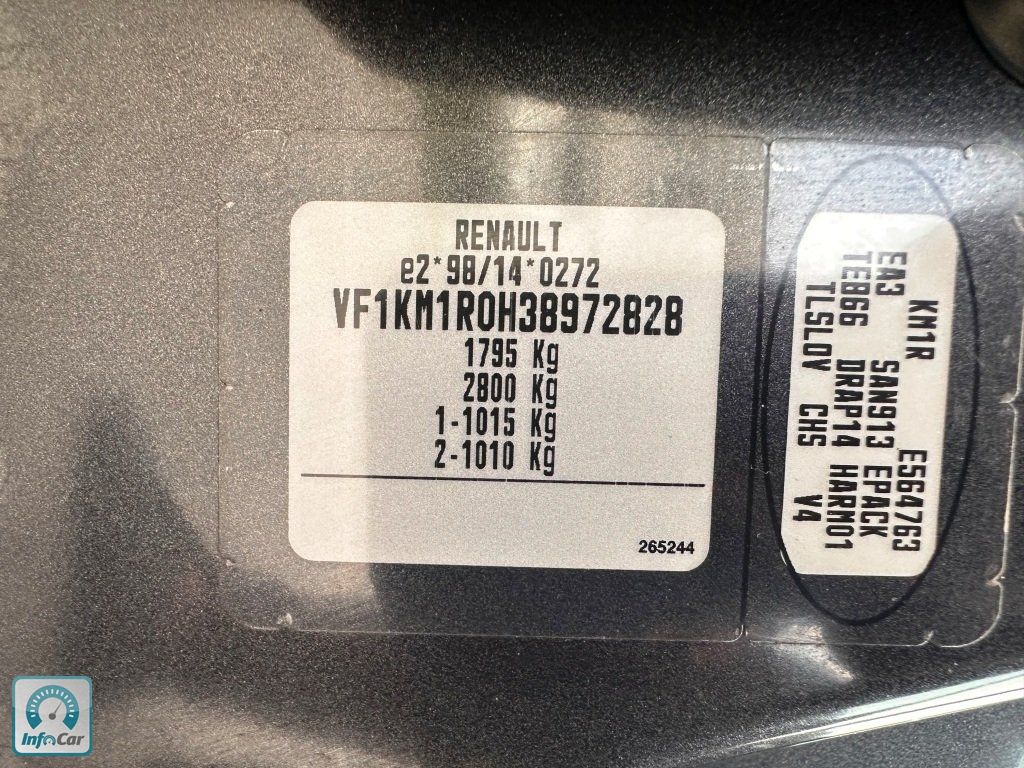 RENAULT
e2*98/14*0272
VF1KM1R0H38972828
1795 Kg
2800 Kg
1-1015 Kg
2-1010 Kg
265244
KM1R E564763
EA3 SAN913 EPACK
TEB66 DRAP14 HARM01
TLSLOV CHS V4
InfoCar